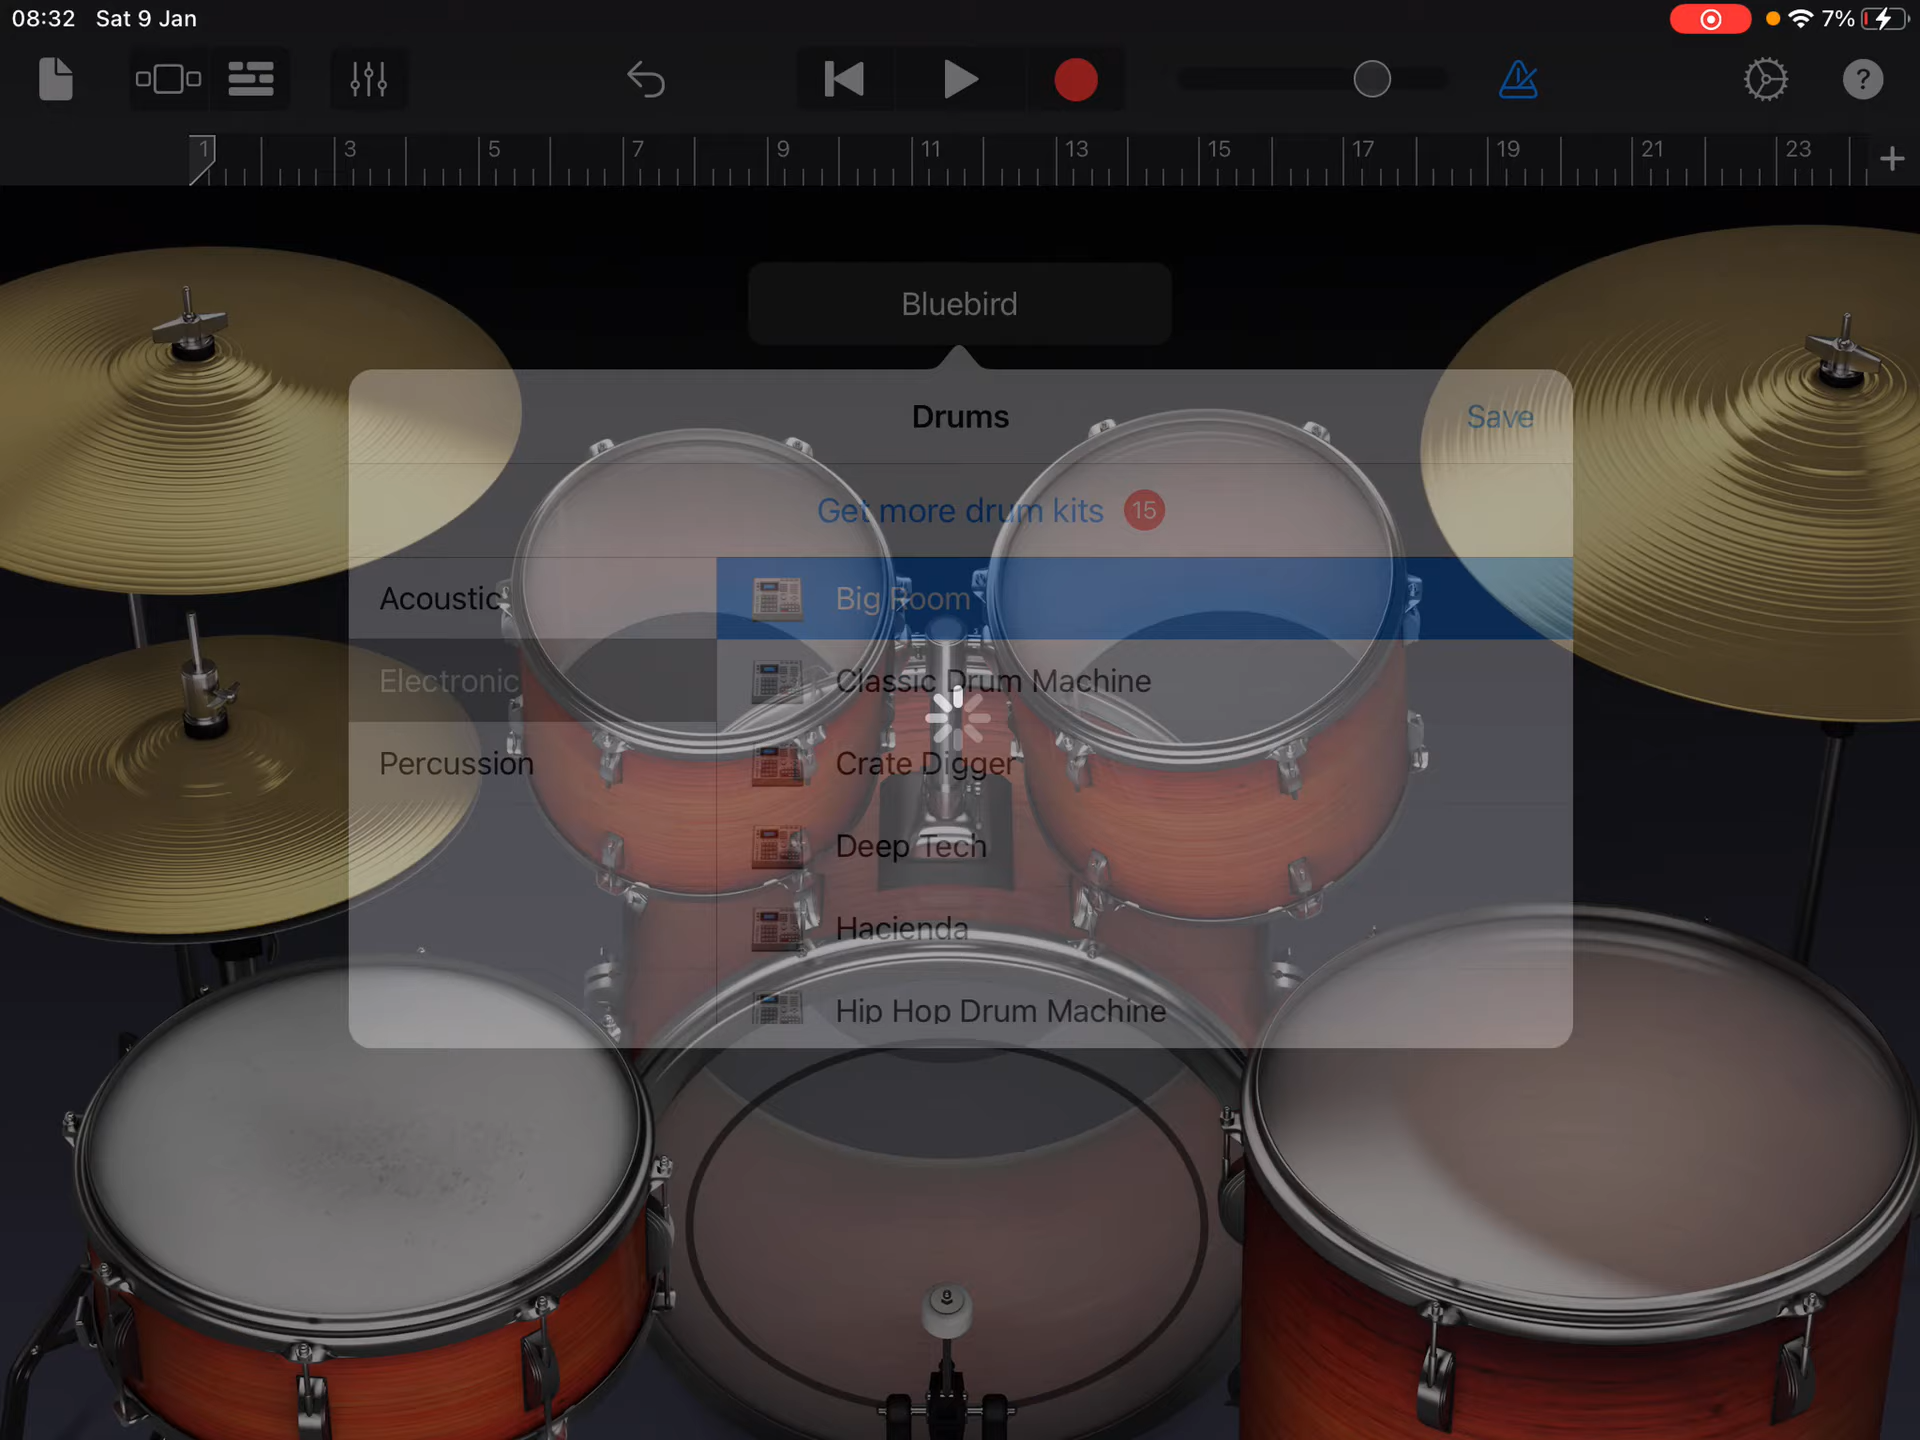 08:32 Sat 9 Jan
7%
?
1 3 5 7 9 11 13 15 17 19 21 23 +
Bluebird
Drums
Save
Get more drum kits 15
Acoustic
Big Room
Electronic
Classic Drum Machine
Percussion
Crate Digger
Deep Tech
Hacienda
Hip Hop Drum Machine